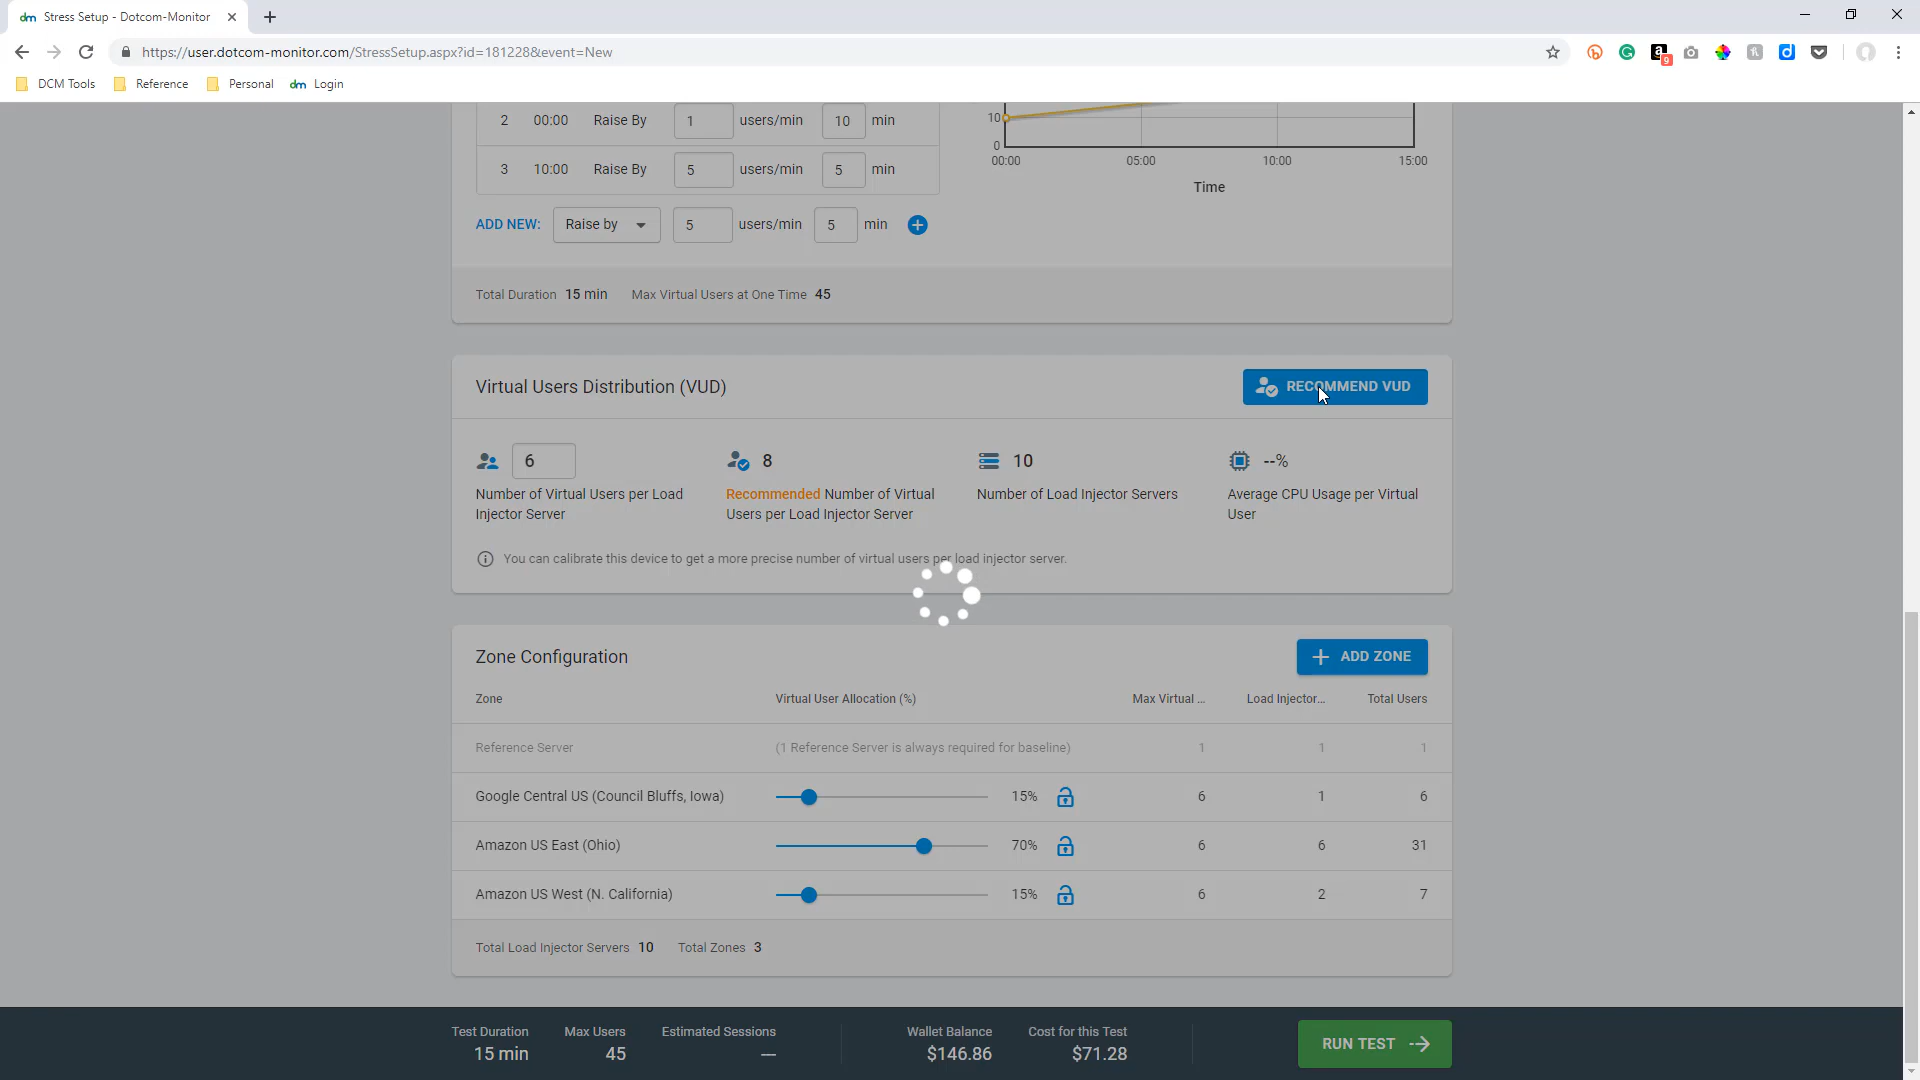 Stress Setup - Dotcom-Monitor
https://user.dotcom-monitor.com/StressSetup.aspx?id=181228&event=New
9
DCM Tools Reference Personal dm Login
2 00:00 Raise By 1 users/min 10 min
3 10:00 Raise By 5 users/min 5 min
ADD NEW: Raise by 5 users/min 5 min
10
0
00:00 05:00 10:00 15:00
Time
Total Duration 15 min Max Virtual Users at One Time 45
Virtual Users Distribution (VUD)
RECOMMEND VUD
6
Number of Virtual Users per Load
Injector Server
8
Recommended Number of Virtual
Users per Load Injector Server
10
Number of Load Injector Servers
--%
Average CPU Usage per Virtual
User
You can calibrate this device to get a more precise number of virtual users per load injector server.
Zone Configuration
ADD ZONE
Zone Virtual User Allocation (%) Max Virtual ... Load Injector... Total Users
Reference Server (1 Reference Server is always required for baseline) 1 1 1
Google Central US (Council Bluffs, Iowa) 15% 6 1 6
Amazon US East (Ohio) 70% 6 6 31
Amazon US West (N. California) 15% 6 2 7
Total Load Injector Servers 10 Total Zones 3
Test Duration Max Users Estimated Sessions Wallet Balance Cost for this Test
15 min 45 — $146.86 $71.28
RUN TEST